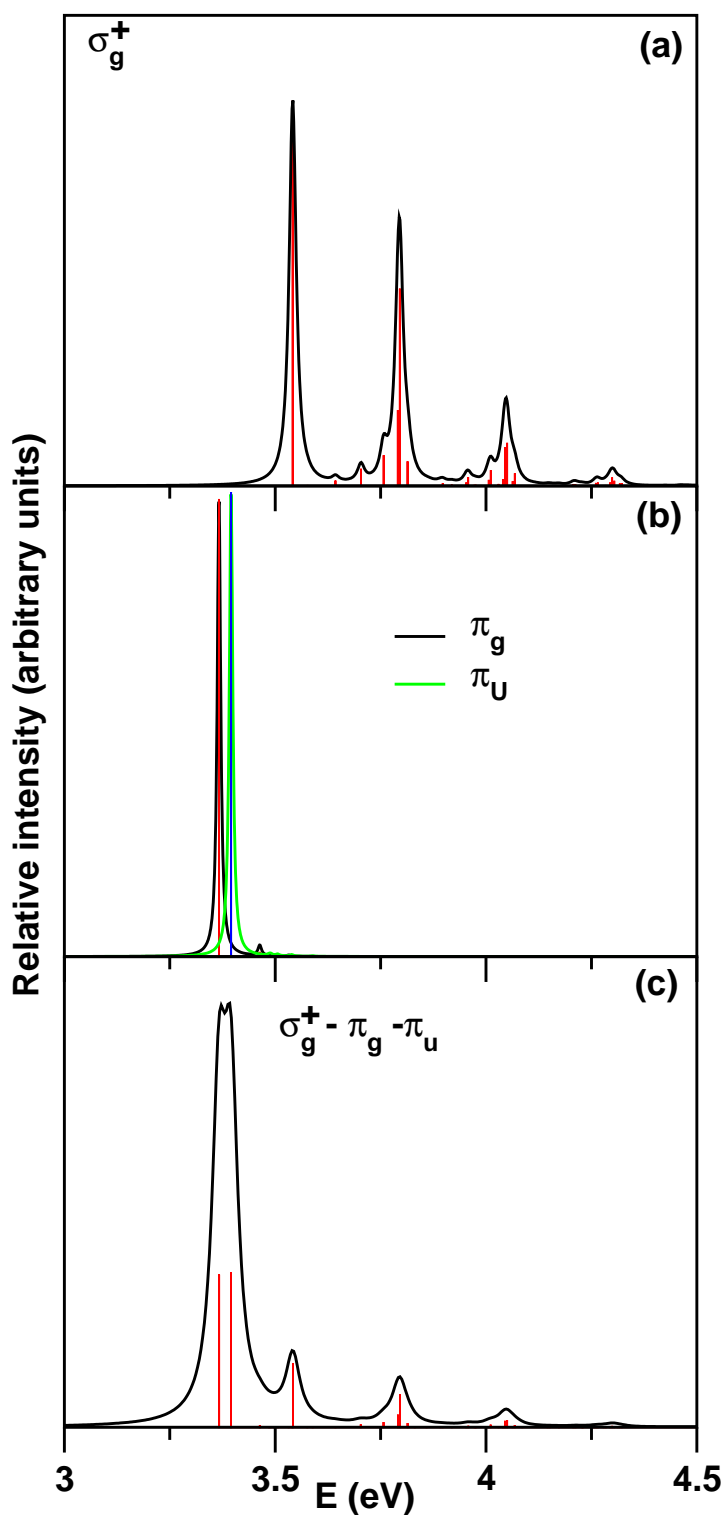 σg+
(a)
Relative intensity (arbitrary units)
(b)
πg
πU
(c)
σg+ - πg -πu
3
3.5
4
4.5
E (eV)